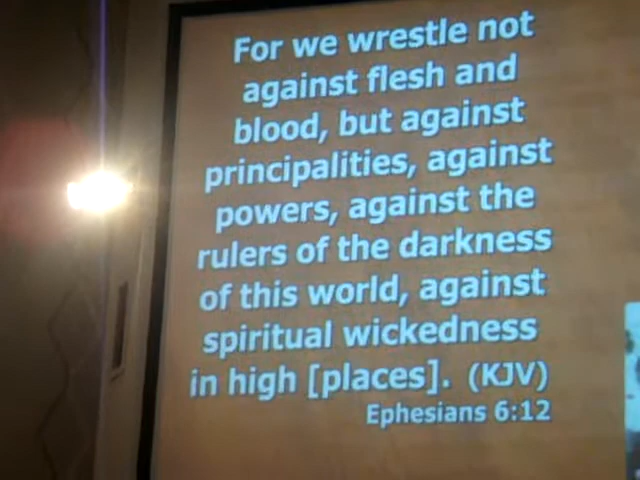 For we wrestle not
against flesh and
blood, but against
principalities, against
powers, against the
rulers of the darkness
of this world, against
spiritual wickedness
in high [places]. (KJV)
Ephesians 6:12